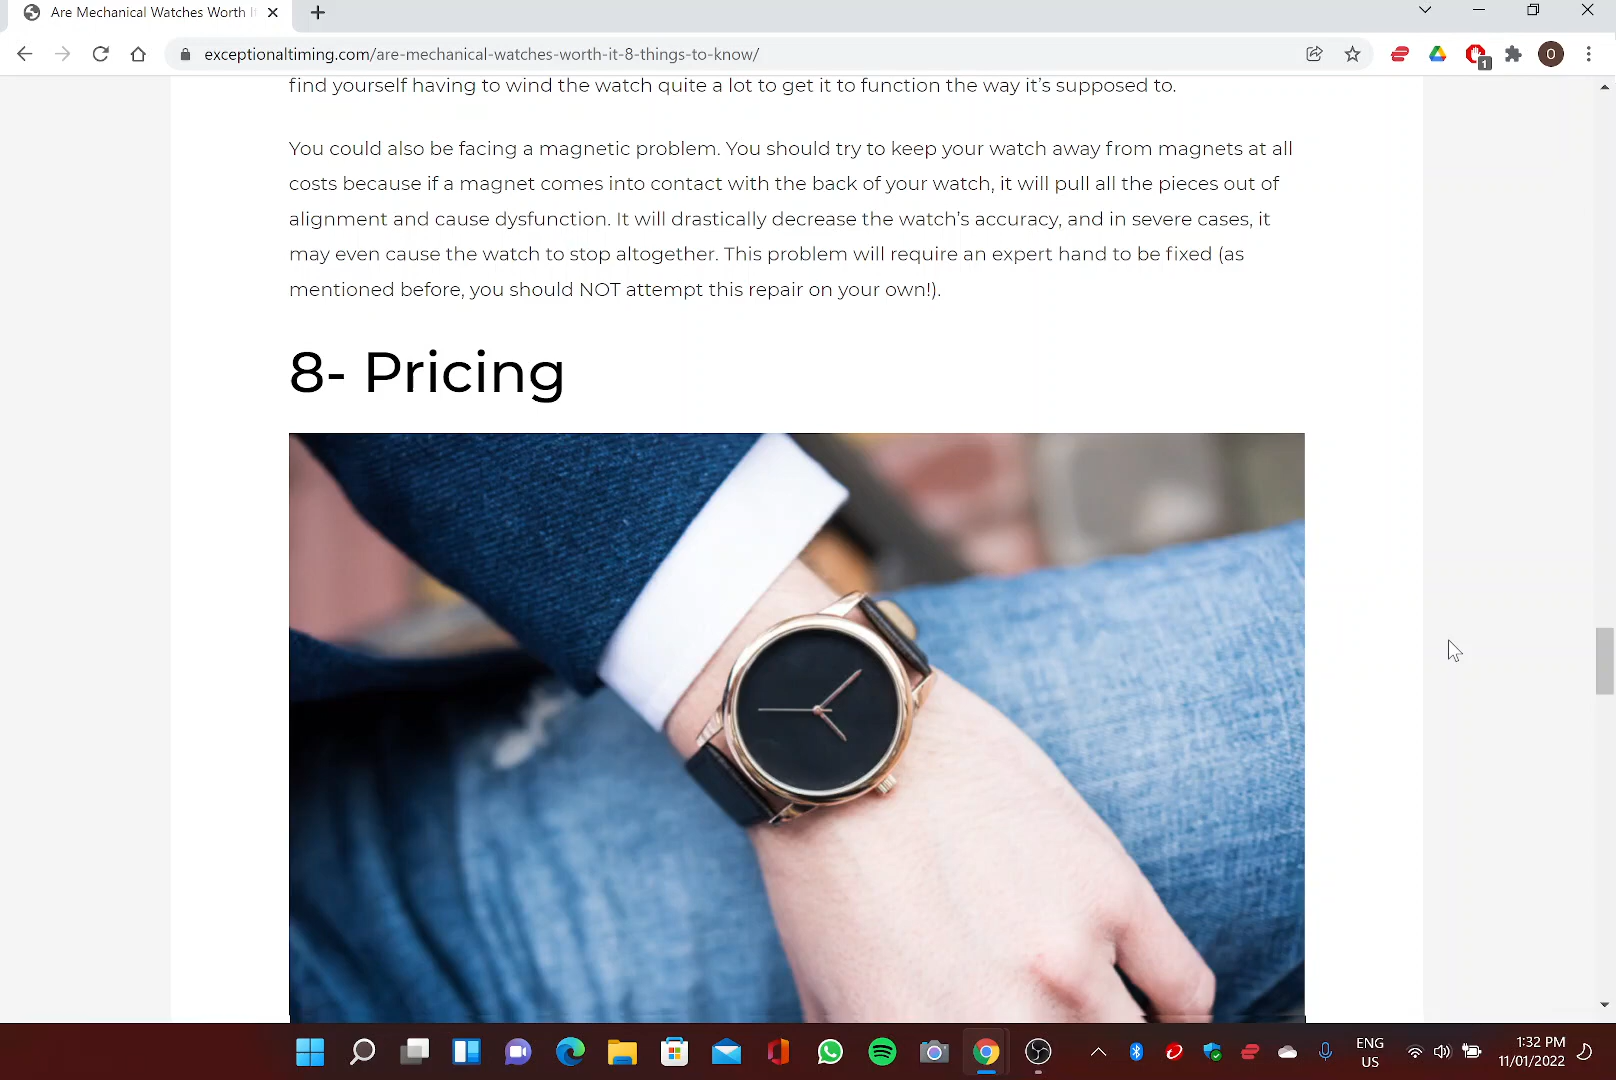 Are Mechanical Watches Worth I
exceptionaltiming.com/are-mechanical-watches-worth-it-8-things-to-know/
1
O
find yourself having to wind the watch quite a lot to get it to function the way it's supposed to.
You could also be facing a magnetic problem. You should try to keep your watch away from magnets at all
costs because if a magnet comes into contact with the back of your watch, it will pull all the pieces out of
alignment and cause dysfunction. It will drastically decrease the watch's accuracy, and in severe cases, it
may even cause the watch to stop altogether. This problem will require an expert hand to be fixed (as
mentioned before, you should NOT attempt this repair on your own!).
8- Pricing
ENG
US
1:32 PM
11/01/2022